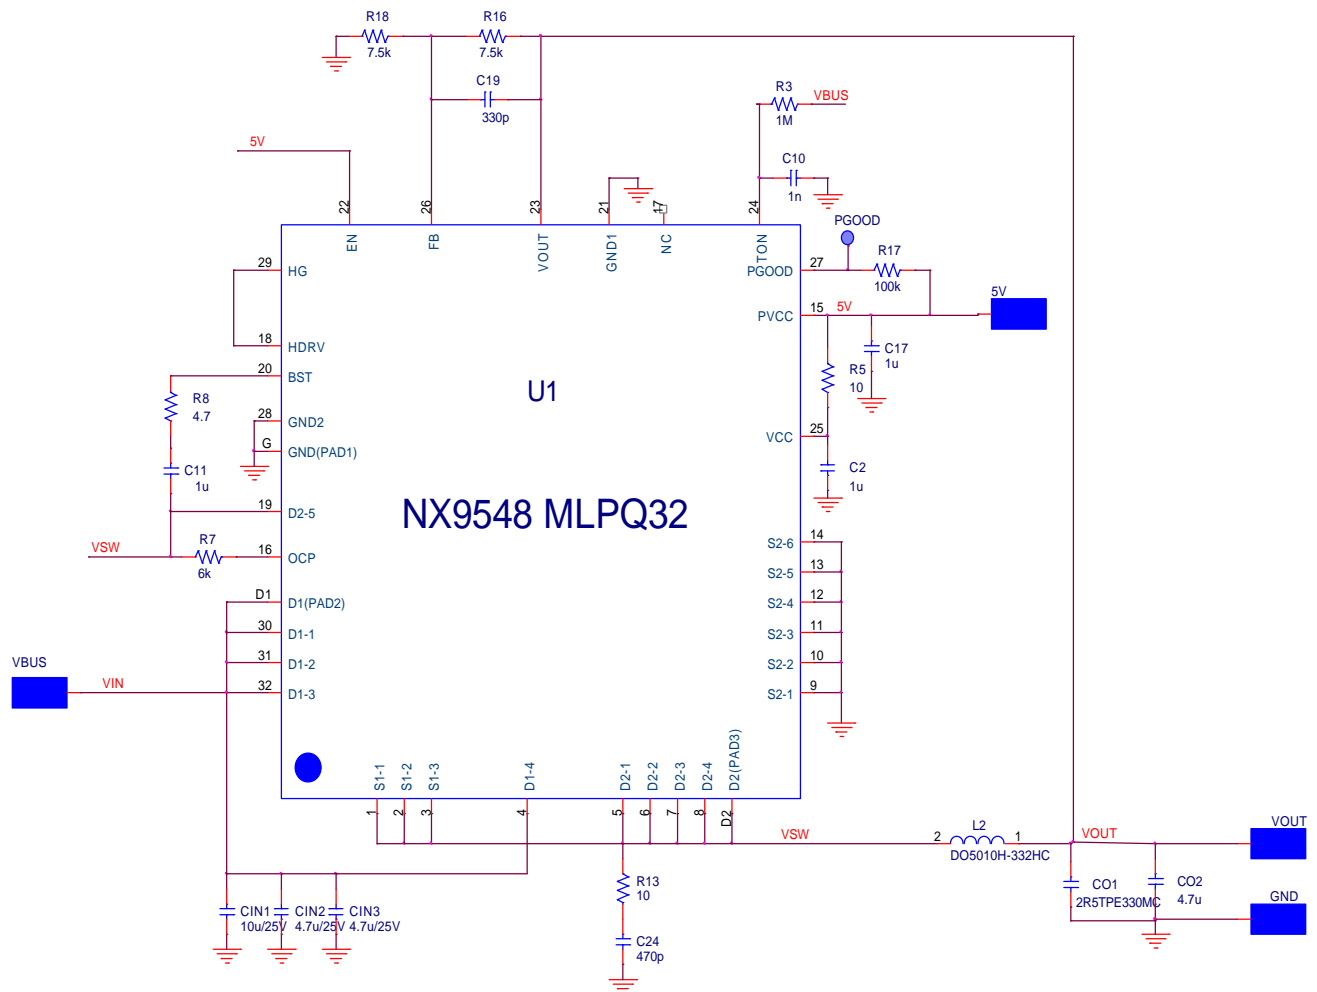 R18
7.5k
R16
7.5k
C19
330p
R3
1M
VBUS
5V
C10
1n
22
26
23
21
17
24
PGOOD
EN
FB
VOUT
GND1
NC
TON
29
HG
PGOOD
27
R17
100k
18
HDRV
PVCC
15
5V
5V
20
BST
C17
1u
R5
10
R8
4.7
U1
28
GND2
VCC
25
G
GND(PAD1)
C11
1u
C2
1u
19
D2-5
NX9548 MLPQ32
VSW
R7
6k
16
OCP
S2-6
14
S2-5
13
D1
D1(PAD2)
S2-4
12
30
D1-1
S2-3
11
31
D1-2
S2-2
10
VBUS
VIN
32
D1-3
S2-1
9
S1-1
S1-2
S1-3
D1-4
D2-1
D2-2
D2-3
D2-4
D2(PAD3)
1
2
3
4
5
6
7
8
D2
VSW
2
L2
1
DO5010H-332HC
VOUT
VOUT
R13
10
CO1
2R5TPE330MC
CO2
4.7u
GND
CIN1
10u/25V
CIN2
4.7u/25V
CIN3
4.7u/25V
C24
470p